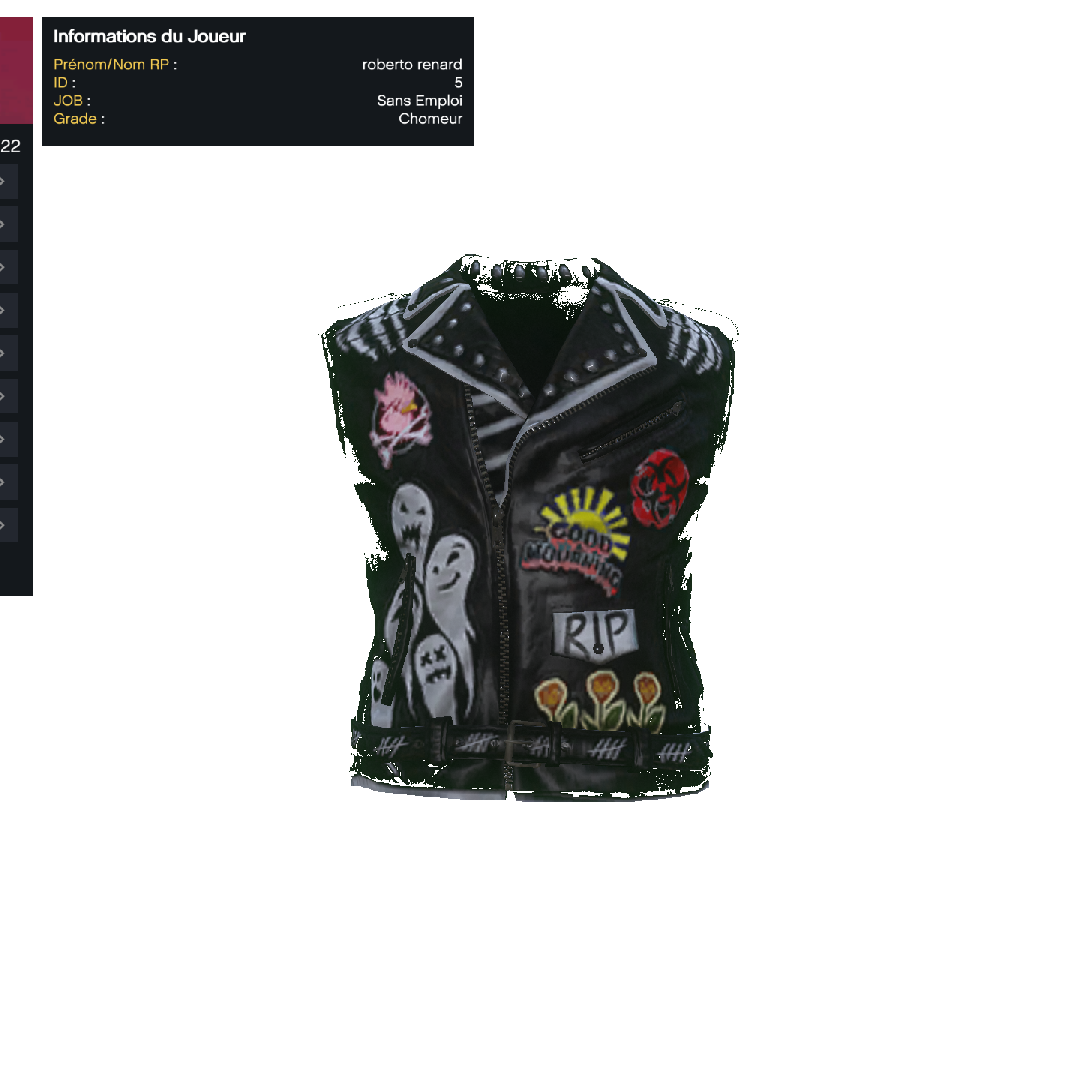 Informations du Joueur
Prénom/Nom RP : roberto renard
ID : 5
JOB : Sans Emploi
Grade : Chomeur
22
GOOD
MOURNING
RIP